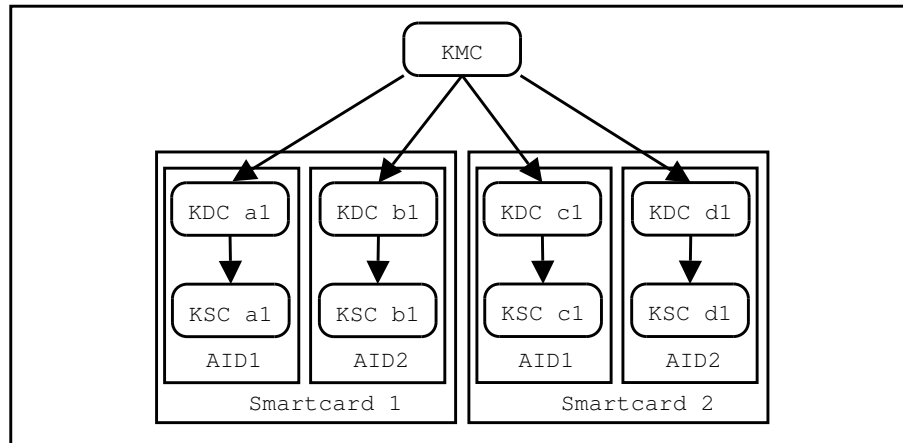 KMC
KDC a1
KDC b1
KDC c1
KDC d1
KSC a1
KSC b1
KSC c1
KSC d1
AID1
AID2
AID1
AID2
Smartcard 1
Smartcard 2